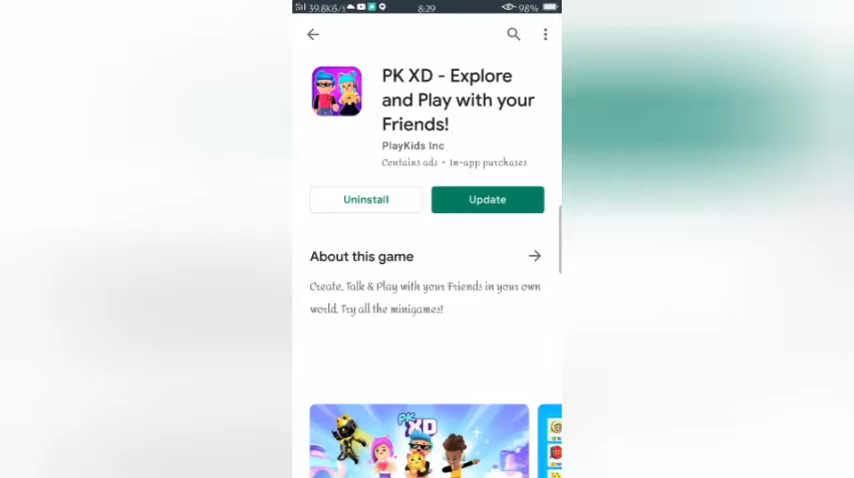 39.8KB/s 8:29 98%
PK XD - Explore
and Play with your
Friends!
PlayKids Inc
Contains ads • In-app purchases
Uninstall Update
About this game
Create, Talk & Play with your Friends in your own
world. Try all the minigames!
PK
XD